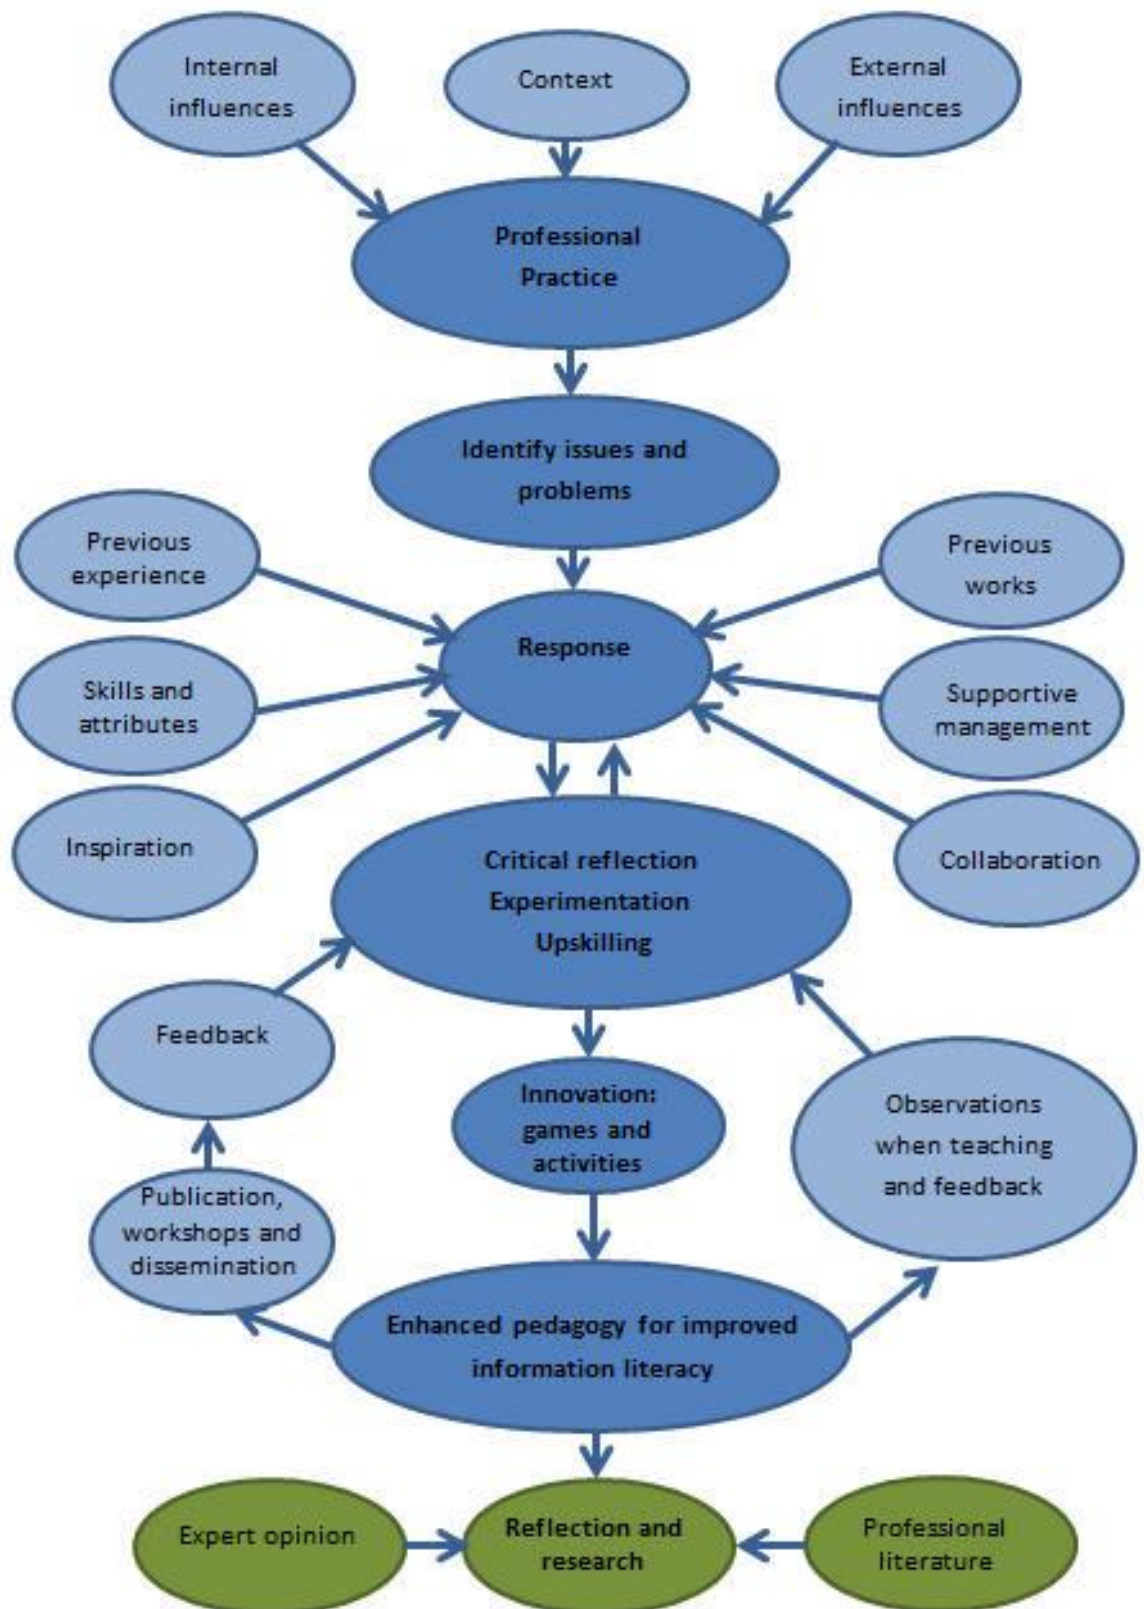 Internal
influences
Context
External
influences
Professional
Practice
Identify issues and
problems
Previous
experience
Previous
works
Response
Skills and
attributes
Supportive
management
Inspiration
Collaboration
Critical reflection
Experimentation
Upskilling
Feedback
Innovation:
games and
activities
Observations
when teaching
and feedback
Publication,
workshops and
dissemination
Enhanced pedagogy for improved
information literacy
Expert opinion
Reflection and
research
Professional
literature